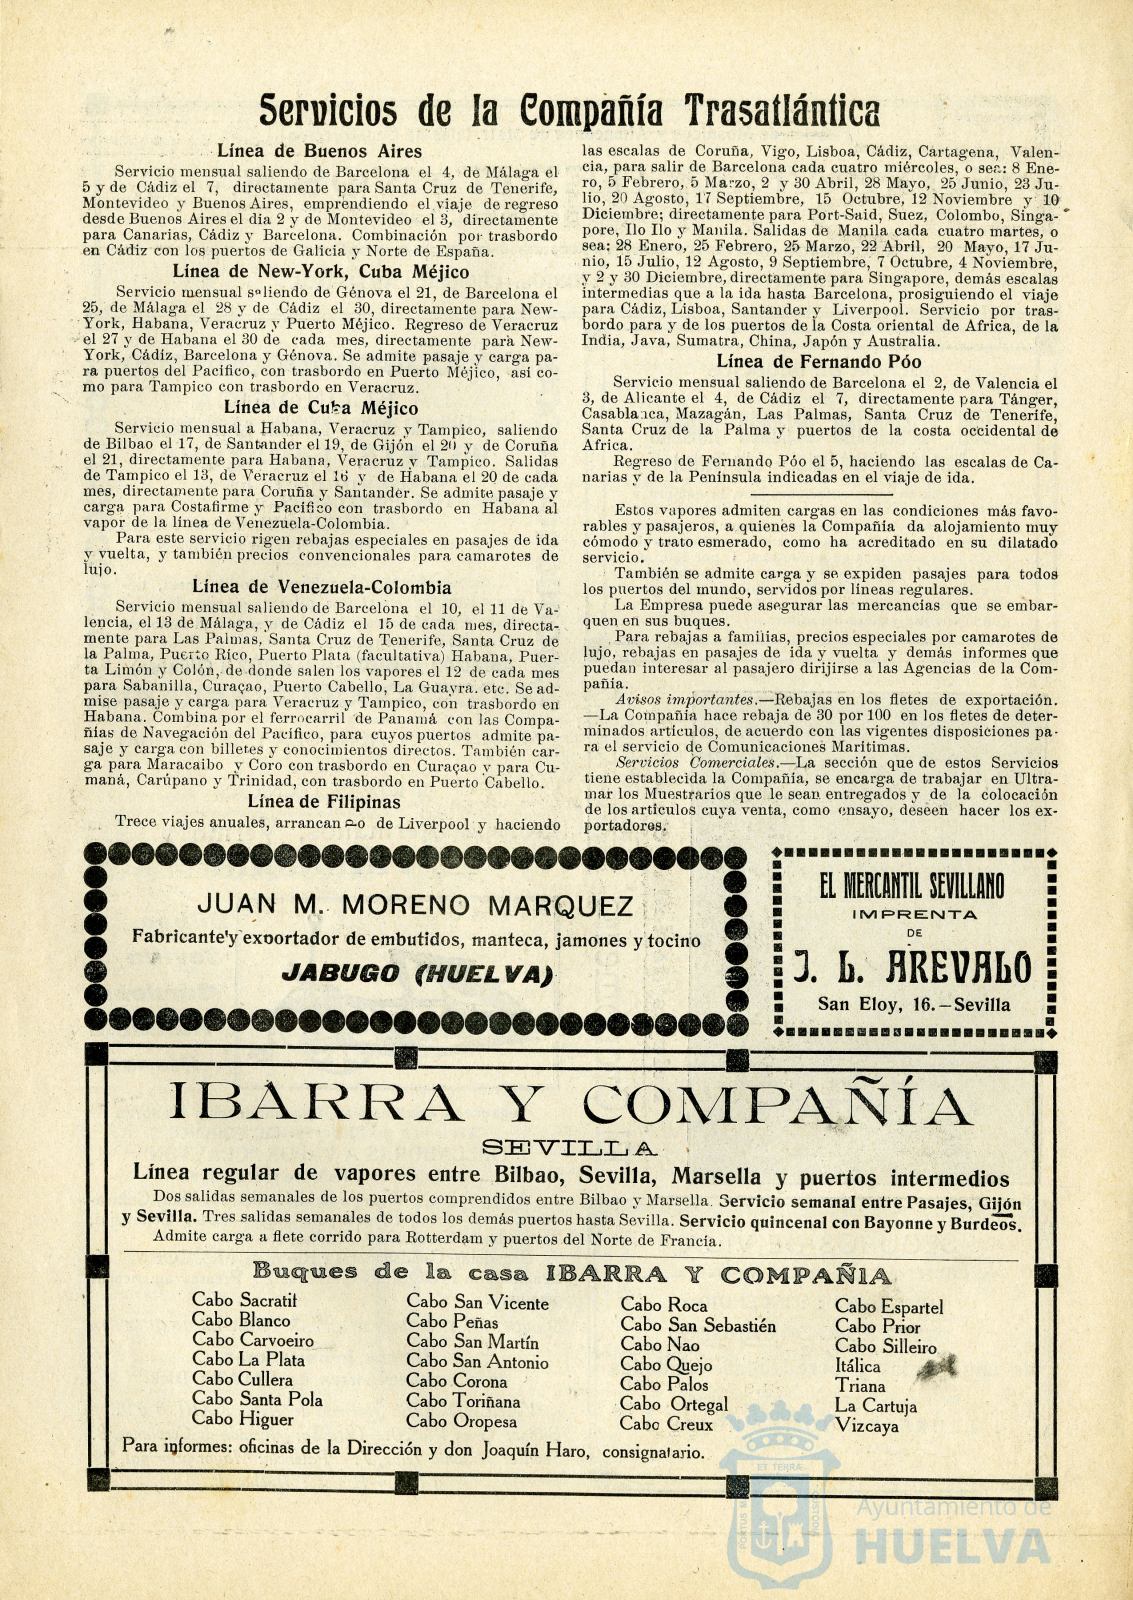 Servicios de la Compañía Trasatlántica
Línea de Buenos Aires
Servicio mensual saliendo de Barcelona el 4, de Málaga el
5 y de Cádiz el 7, directamente para Santa Cruz de Tenerife,
Montevideo y Buenos Aires, emprendiendo el viaje de regreso
desde Buenos Aires el dia 2 y de Montevideo el 3, directamente
para Canarias, Cádiz y Barcelona. Combinación por trasbordo
en Cádiz con los puertos de Galicia y Norte de España.
Línea de New-York, Cuba Méjico
Servicio mensual saliendo de Génova el 21, de Barcelona el
25, de Málaga el 28 y de Cádiz el 30, directamente para New-
York, Habana, Veracruz y Puerto Méjico. Regreso de Veracruz
el 27 y de Habana el 30 de cada mes, directamente para New-
York, Cádiz, Barcelona y Génova. Se admite pasaje y carga pa-
ra puertos del Pacífico, con trasbordo en Puerto Méjico, así co-
mo para Tampico con trasbordo en Veracruz.
Línea de Cuba Méjico
Servicio mensual a Habana, Veracruz y Tampico, saliendo
de Bilbao el 17, de Santander el 19, de Gijón el 20 y de Coruña
el 21, directamente para Habana, Veracruz y Tampico. Salidas
de Tampico el 13, de Veracruz el 16 y de Habana el 20 de cada
mes, directamente para Coruña y Santander. Se admite pasaje y
carga para Costafirme y Pacífico con trasbordo en Habana al
vapor de la línea de Venezuela-Colombia.
Para este servicio rigen rebajas especiales en pasajes de ida
y vuelta, y también precios convencionales para camarotes de
lujo.
Línea de Venezuela-Colombia
Servicio mensual saliendo de Barcelona el 10, el 11 de Va-
lencia, el 13 de Málaga, y de Cádiz el 15 de cada mes, directa-
mente para Las Palmas, Santa Cruz de Tenerife, Santa Cruz de
la Palma, Puerto Rico, Puerto Plata (facultativa) Habana, Puer-
ta Limón y Colón, de donde salen los vapores el 12 de cada mes
para Sabanilla, Curaçao, Puerto Cabello, La Guayra. etc. Se ad-
mise pasaje y carga para Veracruz y Tampico, con trasbordo en
Habana. Combina por el ferrocarril de Panamá con las Compa-
ñías de Navegación del Pacífico, para cuyos puertos admite pa-
saje y carga con billetes y conocimientos directos. También car-
ga para Maracaibo y Coro con trasbordo en Curaçao y para Cu-
maná, Carúpano y Trinidad, con trasbordo en Puerto Cabello.
Línea de Filipinas
Trece viajes anuales, arrancando de Liverpool y haciendo
las escalas de Coruña, Vigo, Lisboa, Cádiz, Cartagena, Valen-
cia, para salir de Barcelona cada cuatro miércoles, o sea: 8 Ene-
ro, 5 Febrero, 5 Marzo, 2 y 30 Abril, 28 Mayo, 25 Junio, 23 Ju-
lio, 20 Agosto, 17 Septiembre, 15 Octubre, 12 Noviembre y 10
Diciembre; directamente para Port-Said, Suez, Colombo, Singa-
pore, Ilo Ilo y Manila. Salidas de Manila cada cuatro martes, o
sea: 28 Enero, 25 Febrero, 25 Marzo, 22 Abril, 20 Mayo, 17 Ju-
nio, 15 Julio, 12 Agosto, 9 Septiembre, 7 Octubre, 4 Noviembre,
y 2 y 30 Diciembre, directamente para Singapore, demás escalas
intermedias que a la ida hasta Barcelona, prosiguiendo el viaje
para Cádiz, Lisboa, Santander y Liverpool. Servicio por tras-
bordo para y de los puertos de la Costa oriental de Africa, de la
India, Java, Sumatra, China, Japón y Australia.
Línea de Fernando Póo
Servicio mensual saliendo de Barcelona el 2, de Valencia el
3, de Alicante el 4, de Cádiz el 7, directamente para Tánger,
Casablanca, Mazagán, Las Palmas, Santa Cruz de Tenerife,
Santa Cruz de la Palma y puertos de la costa occidental de
Africa.
Regreso de Fernando Póo el 5, haciendo las escalas de Ca-
narias y de la Península indicadas en el viaje de ida.
Estos vapores admiten cargas en las condiciones más favo-
rables y pasajeros, a quienes la Compañía da alojamiento muy
cómodo y trato esmerado, como ha acreditado en su dilatado
servicio.
También se admite carga y se expiden pasajes para todos
los puertos del mundo, servidos por líneas regulares.
La Empresa puede asegurar las mercancías que se embar-
quen en sus buques.
Para rebajas a familias, precios especiales por camarotes de
lujo, rebajas en pasajes de ida y vuelta y demás informes que
puedan interesar al pasajero dirijirse a las Agencias de la Com-
pañía.
Avisos importantes.—Rebajas en los fletes de exportación.
—La Compañía hace rebaja de 30 por 100 en los fletes de deter-
minados artículos, de acuerdo con las vigentes disposiciones pa-
ra el servicio de Comunicaciones Marítimas.
Servicios Comerciales.—La sección que de estos Servicios
tiene establecida la Compañía, se encarga de trabajar en Ultra-
mar los Muestrarios que le sean entregados y de la colocación
de los artículos cuya venta, como ensayo, deseen hacer los ex-
portadores.
JUAN M. MORENO MARQUEZ
Fabricante y exportador de embutidos, manteca, jamones y tocino
JABUGO (HUELVA)
EL MERCANTIL SEVILLANO
IMPRENTA
DE
J. L. AREVALO
San Eloy, 16.—Sevilla
IBARRA Y COMPAÑÍA
SEVILLA
Línea regular de vapores entre Bilbao, Sevilla, Marsella y puertos intermedios
Dos salidas semanales de los puertos comprendidos entre Bilbao y Marsella. Servicio semanal entre Pasajes, Gijón
y Sevilla. Tres salidas semanales de todos los demás puertos hasta Sevilla. Servicio quincenal con Bayonne y Burdeos.
Admite carga a flete corrido para Rotterdam y puertos del Norte de Francia.
Buques de la casa IBARRA Y COMPAÑIA
Cabo Sacratif
Cabo Blanco
Cabo Carvoeiro
Cabo La Plata
Cabo Cullera
Cabo Santa Pola
Cabo Higuer
Cabo San Vicente
Cabo Peñas
Cabo San Martín
Cabo San Antonio
Cabo Corona
Cabo Toriñana
Cabo Oropesa
Cabo Roca
Cabo San Sebastién
Cabo Nao
Cabo Quejo
Cabo Palos
Cabo Ortegal
Cabo Creux
Cabo Espartel
Cabo Prior
Cabo Silleiro
Itálica
Triana
La Cartuja
Vizcaya
Para informes: oficinas de la Dirección y don Joaquín Haro, consignatario.
ET TERRA
Ayuntamiento de
HUELVA